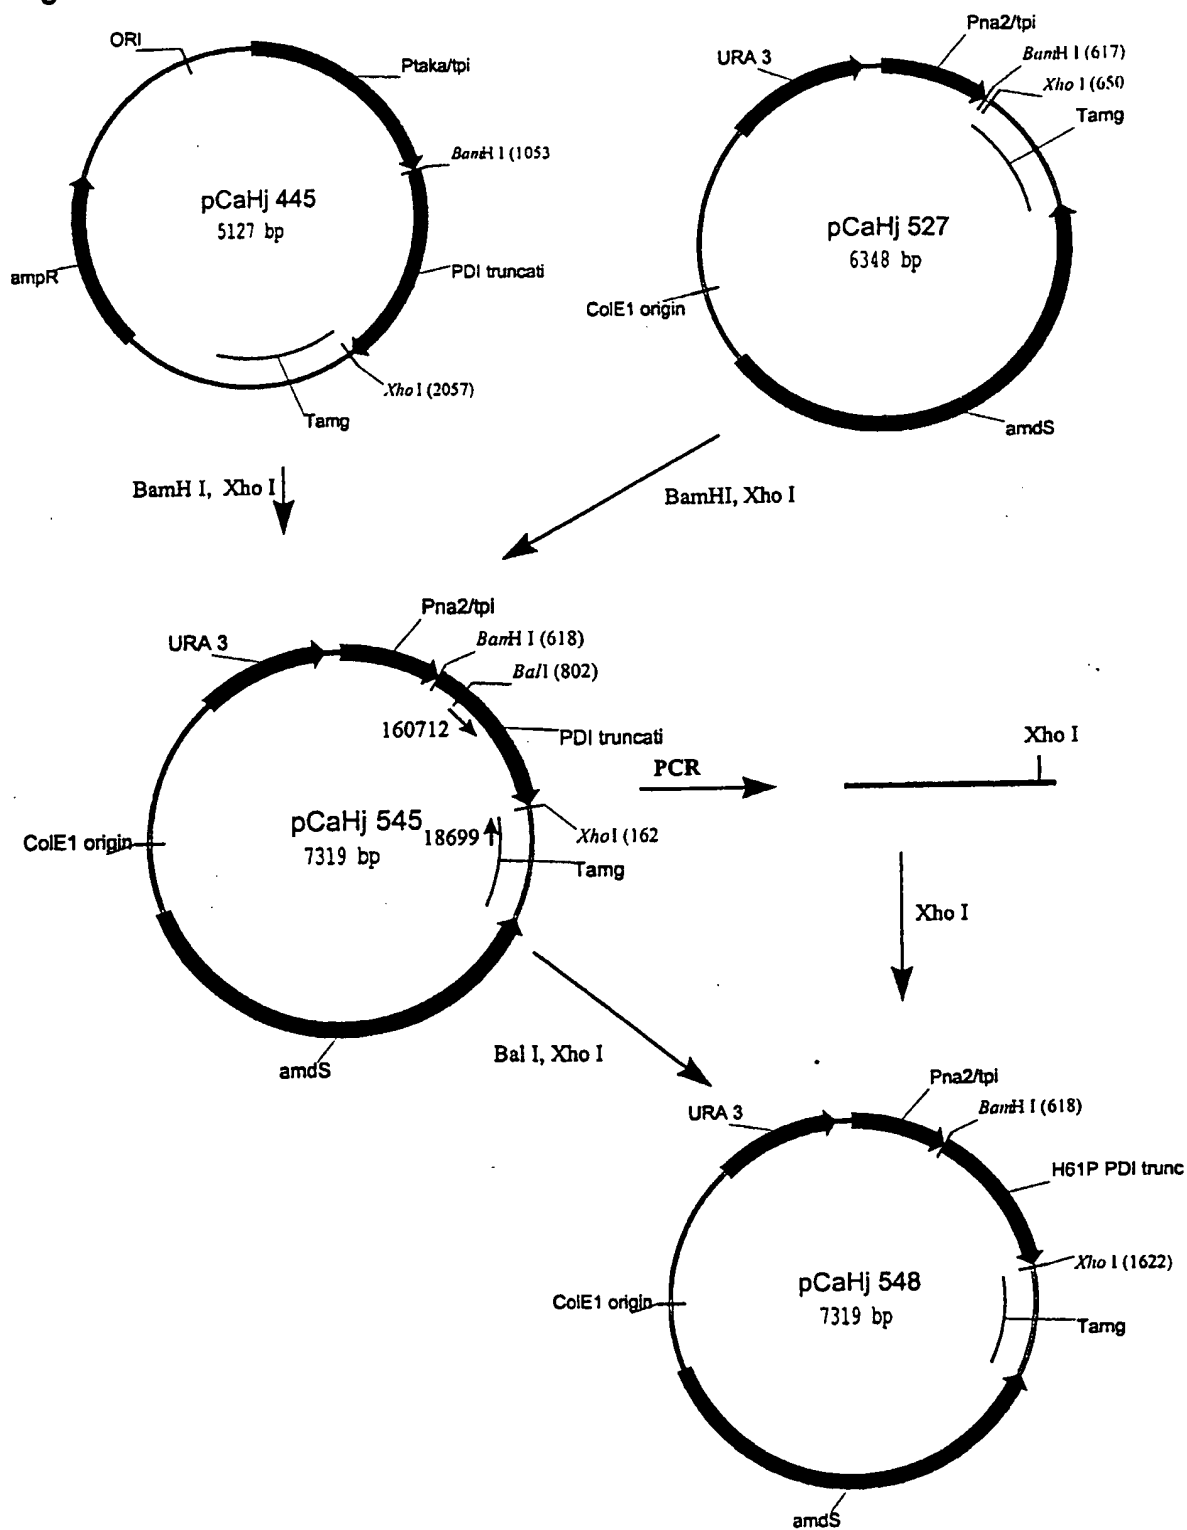 ORI
Ptaka/tpi
BamH I (1053
pCaHj 445
5127 bp
ampR
PDI truncati
Xho I (2057)
Tamg
Pna2/tpi
URA 3
BamH I (617)
Xho I (650
Tamg
pCaHj 527
6348 bp
ColE1 origin
amdS
BamH I, Xho I
BamHI, Xho I
Pna2/tpi
URA 3
BamH I (618)
Bal I (802)
160712
PDI truncati
pCaHj 545
7319 bp
18699
ColE1 origin
Xho I (162
Tamg
amdS
PCR
Xho I
Xho I
Bal I, Xho I
Pna2/tpi
URA 3
BamH I (618)
H61P PDI trunc
Xho I (1622)
pCaHj 548
7319 bp
ColE1 origin
Tamg
amdS